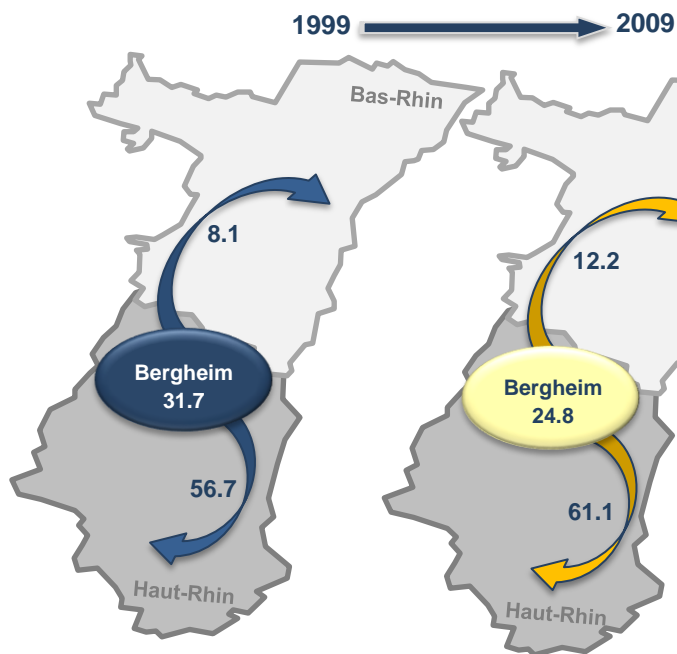 1999
2009
Bas-Rhin
8.1
Bergheim
31.7
56.7
Haut-Rhin
12.2
Bergheim
24.8
61.1
Haut-Rhin